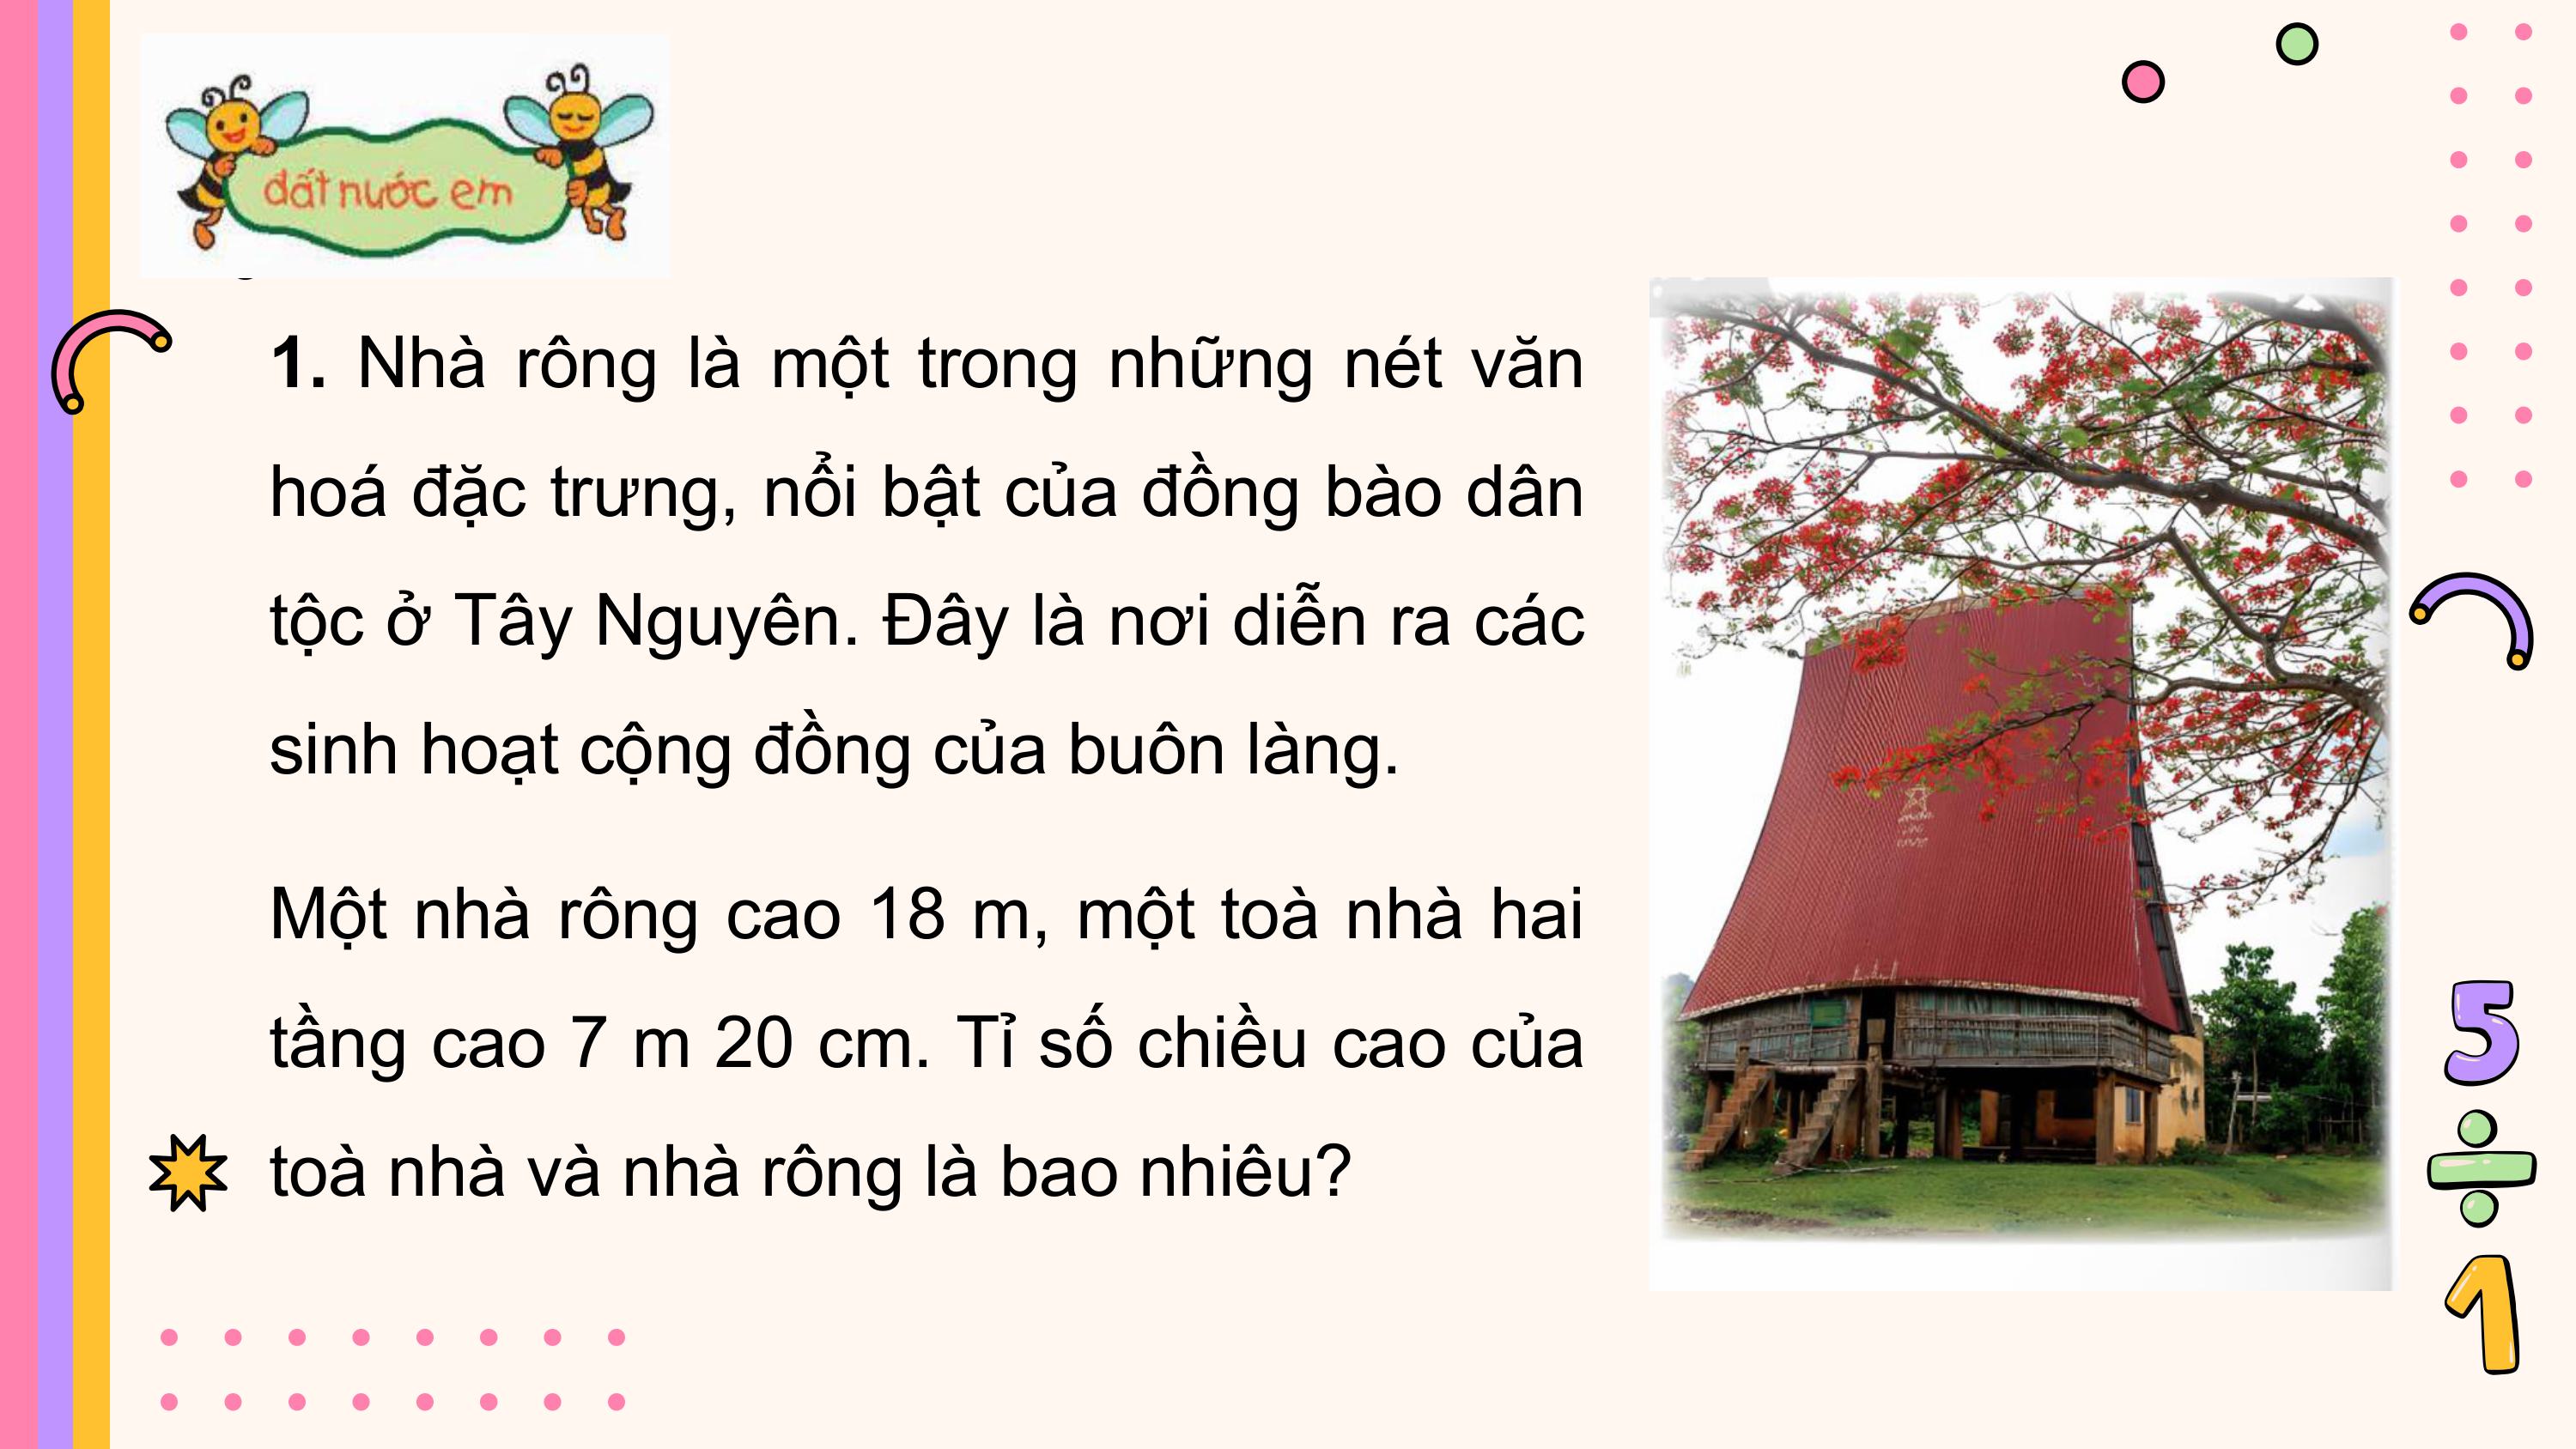 đất nước em
1. Nhà rông là một trong những nét văn
hoá đặc trưng, nổi bật của đồng bào dân
tộc ở Tây Nguyên. Đây là nơi diễn ra các
sinh hoạt cộng đồng của buôn làng.
Một nhà rông cao 18 m, một toà nhà hai
tầng cao 7 m 20 cm. Tỉ số chiều cao của
toà nhà và nhà rông là bao nhiêu?
5
÷
1